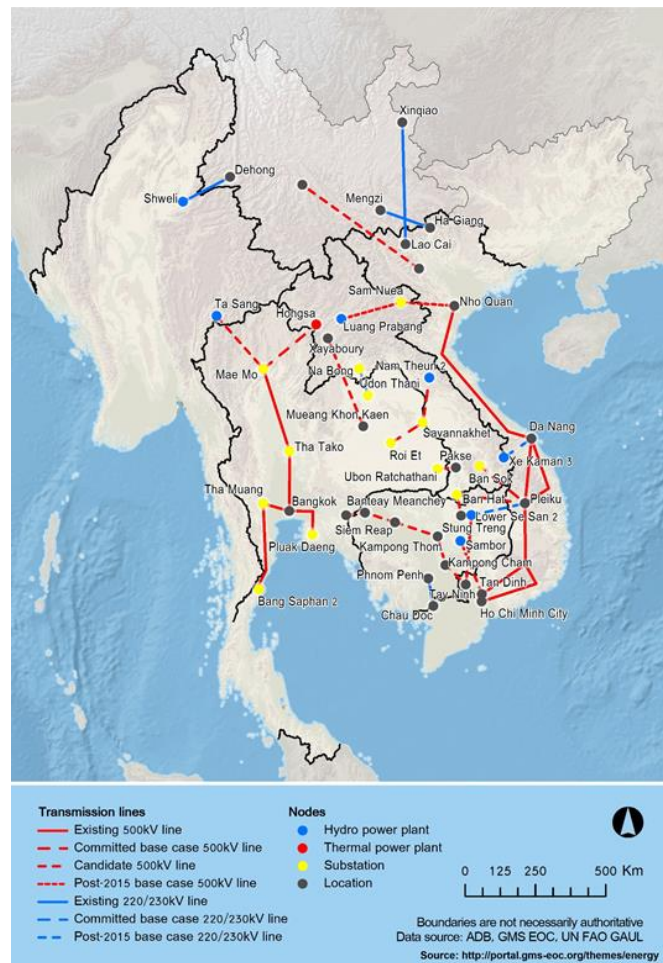 Xinqiao
Dehong
Shweli
Mengzi
Ha Giang
Lao Cai
Sam Nuea
Ta Sang
Hongsa
Nho Quan
Luang Prabang
Xayaboury
Nam Theun 2
Na Bong
Mae Mo
Udon Thani
Mueang Khon Kaen
Savannakhet
Da Nang
Tha Tako
Roi Et
Pakse
Xe Kaman 3
Ubon Ratchathani
Ban Sok
Tha Muang
Bangkok
Banteay Meanchey
Ban Hat
Pleiku
Siem Reap
Stung Treng
Lower Se San 2
Pluak Daeng
Kampong Thom
Sambor
Kampong Cham
Phnom Penh
Tan Dinh
Bang Saphan 2
Tay Ninh
Chau Doc
Ho Chi Minh City
Transmission lines
Existing 500kV line
Committed base case 500kV line
Candidate 500kV line
Post-2015 base case 500kV line
Existing 220/230kV line
Committed base case 220/230kV line
Post-2015 base case 220/230kV line
Nodes
Hydro power plant
Thermal power plant
Substation
Location
0 125 250 500 Km
Boundaries are not necessarily authoritative
Data source: ADB, GMS EOC, UN FAO GAUL
Source: http://portal.gms-eoc.org/themes/energy